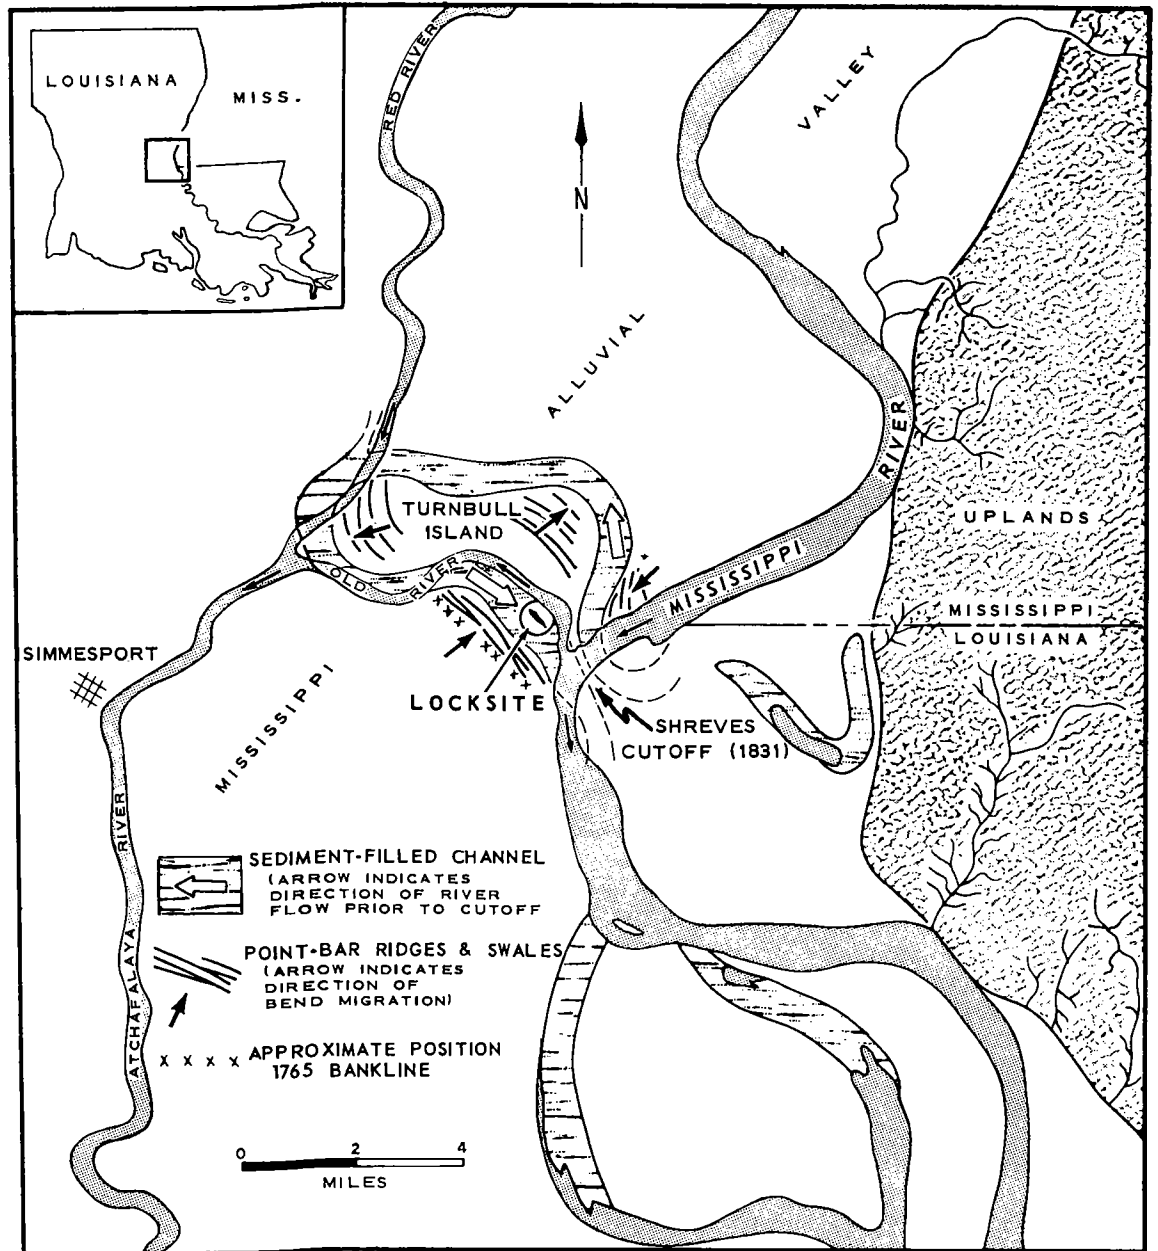 LOUISIANA
MISS.
RED RIVER
N
VALLEY
ALLUVIAL
RIVER
UPLANDS
TURNBULL
ISLAND
OLD RIVER
MISSISSIPPI
MISSISSIPPI
LOUISIANA
SIMMESPORT
LOCKSITE
SHREVES
CUTOFF (1831)
MISSISSIPPI
RIVER
ATCHAFALAYA
SEDIMENT-FILLED CHANNEL
(ARROW INDICATES
DIRECTION OF RIVER
FLOW PRIOR TO CUTOFF
POINT-BAR RIDGES & SWALES
(ARROW INDICATES
DIRECTION OF
BEND MIGRATION)
x x x x APPROXIMATE POSITION
1765 BANKLINE
0 2 4
MILES